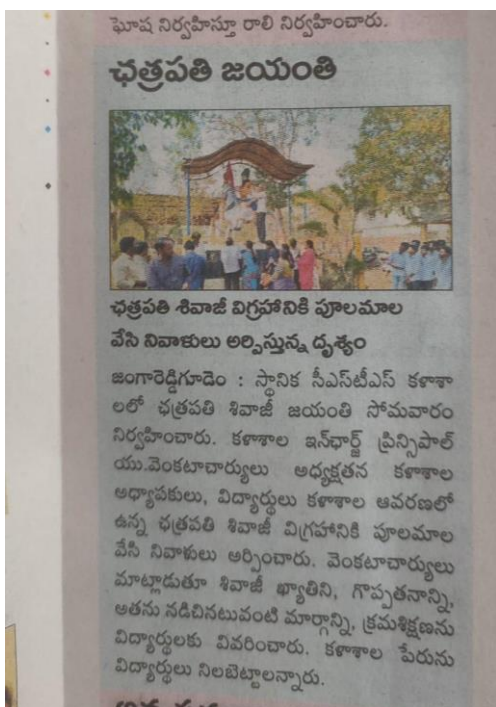 ఘోష నిర్వహిస్తూ రాలి నిర్వహించారు.
ఛత్రపతి జయంతి
ఛత్రపతి శివాజీ విగ్రహానికి పూలమాల
వేసి నివాళులు అర్పిస్తున్న దృశ్యం
జంగారెడ్డిగూడెం : స్థానిక సీఎస్‌టీఎస్ కళాశా
లలో ఛత్రపతి శివాజీ జయంతి సోమవారం
నిర్వహించారు. కళాశాల ఇన్‌ఛార్జ్ ప్రిన్సిపాల్
యు.వెంకటాచార్యులు అధ్యక్షతన కళాశాల
అధ్యాపకులు, విద్యార్థులు కళాశాల ఆవరణలో
ఉన్న ఛత్రపతి శివాజీ విగ్రహానికి పూలమాల
వేసి నివాళులు అర్పించారు. వెంకటాచార్యులు
మాట్లాడుతూ శివాజీ ఖ్యాతిని, గొప్పతనాన్ని,
అతను నడిచినటువంటి మార్గాన్ని, క్రమశిక్షణను
విద్యార్థులకు వివరించారు. కళాశాల పేరును
విద్యార్థులు నిలబెట్టాలన్నారు.